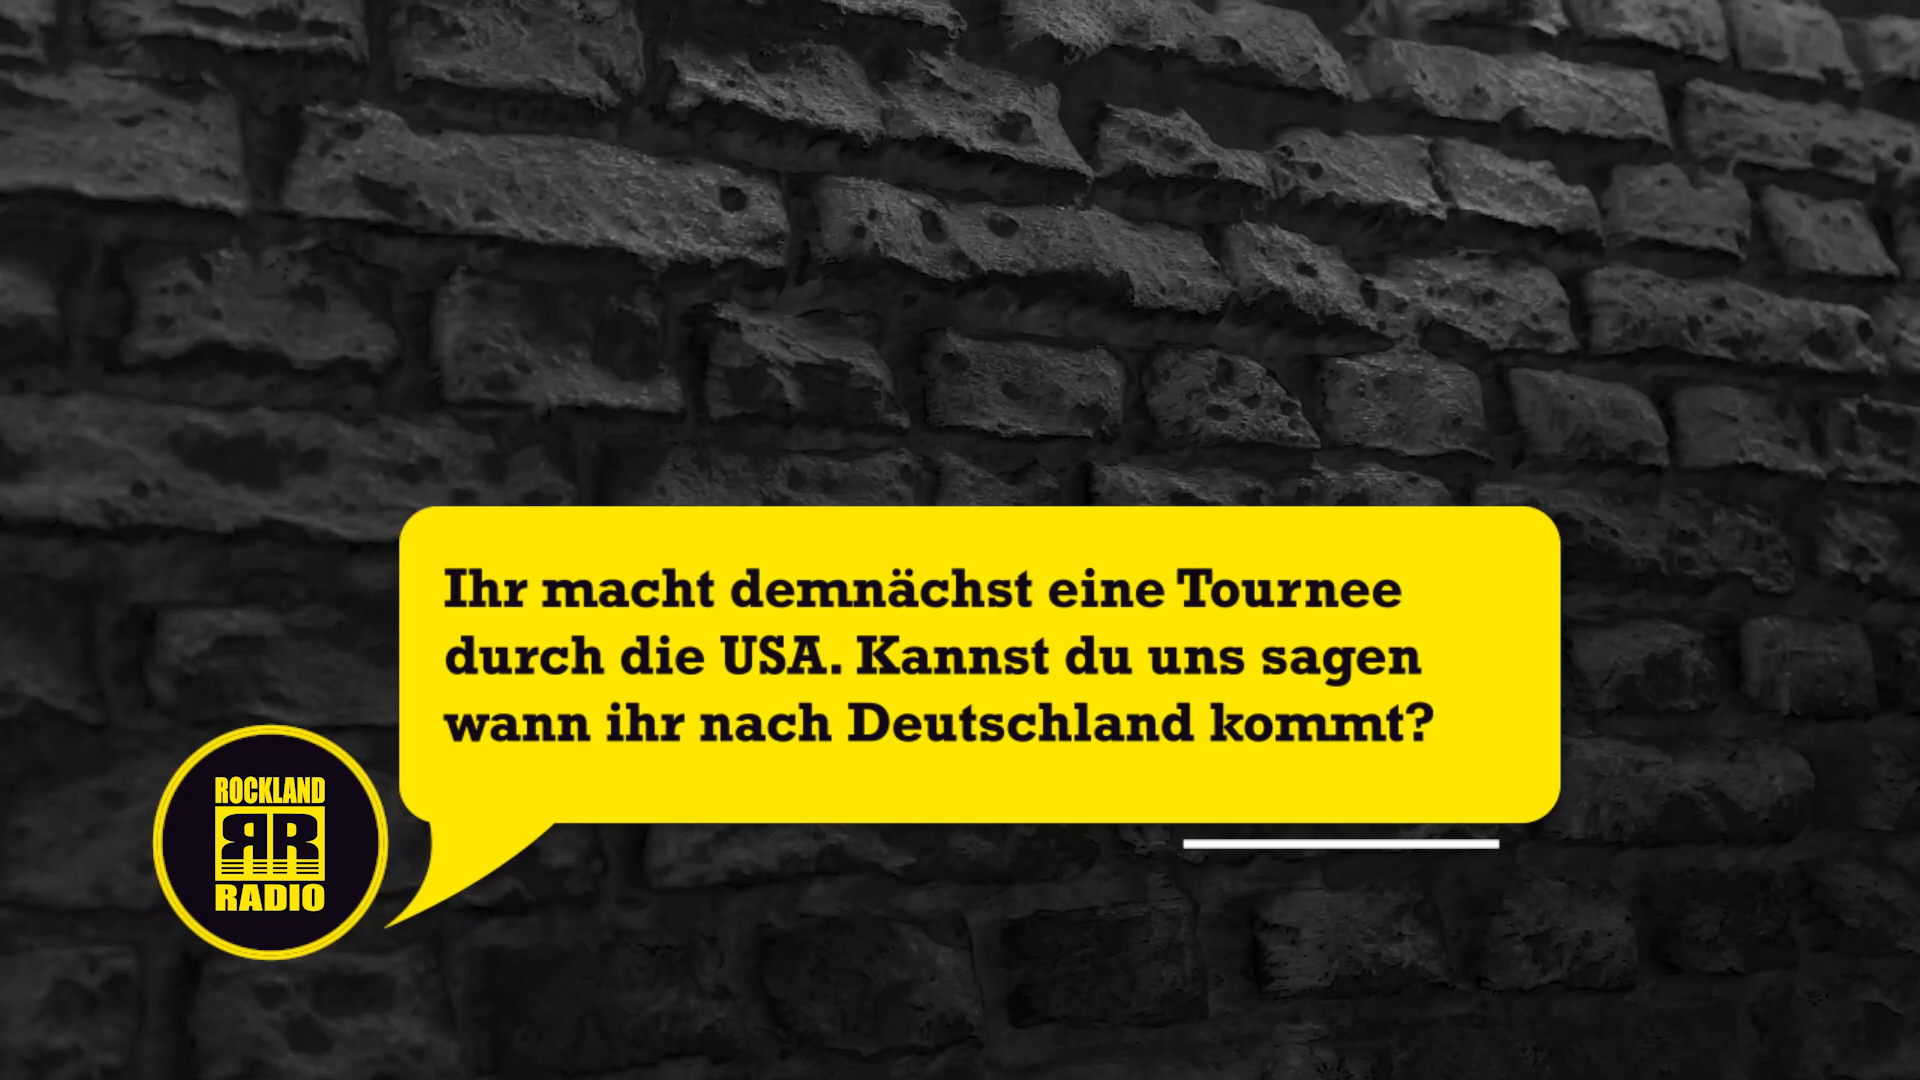 Ihr macht demnächst eine Tournee
durch die USA. Kannst du uns sagen
wann ihr nach Deutschland kommt?
ROCKLAND
RR
RADIO